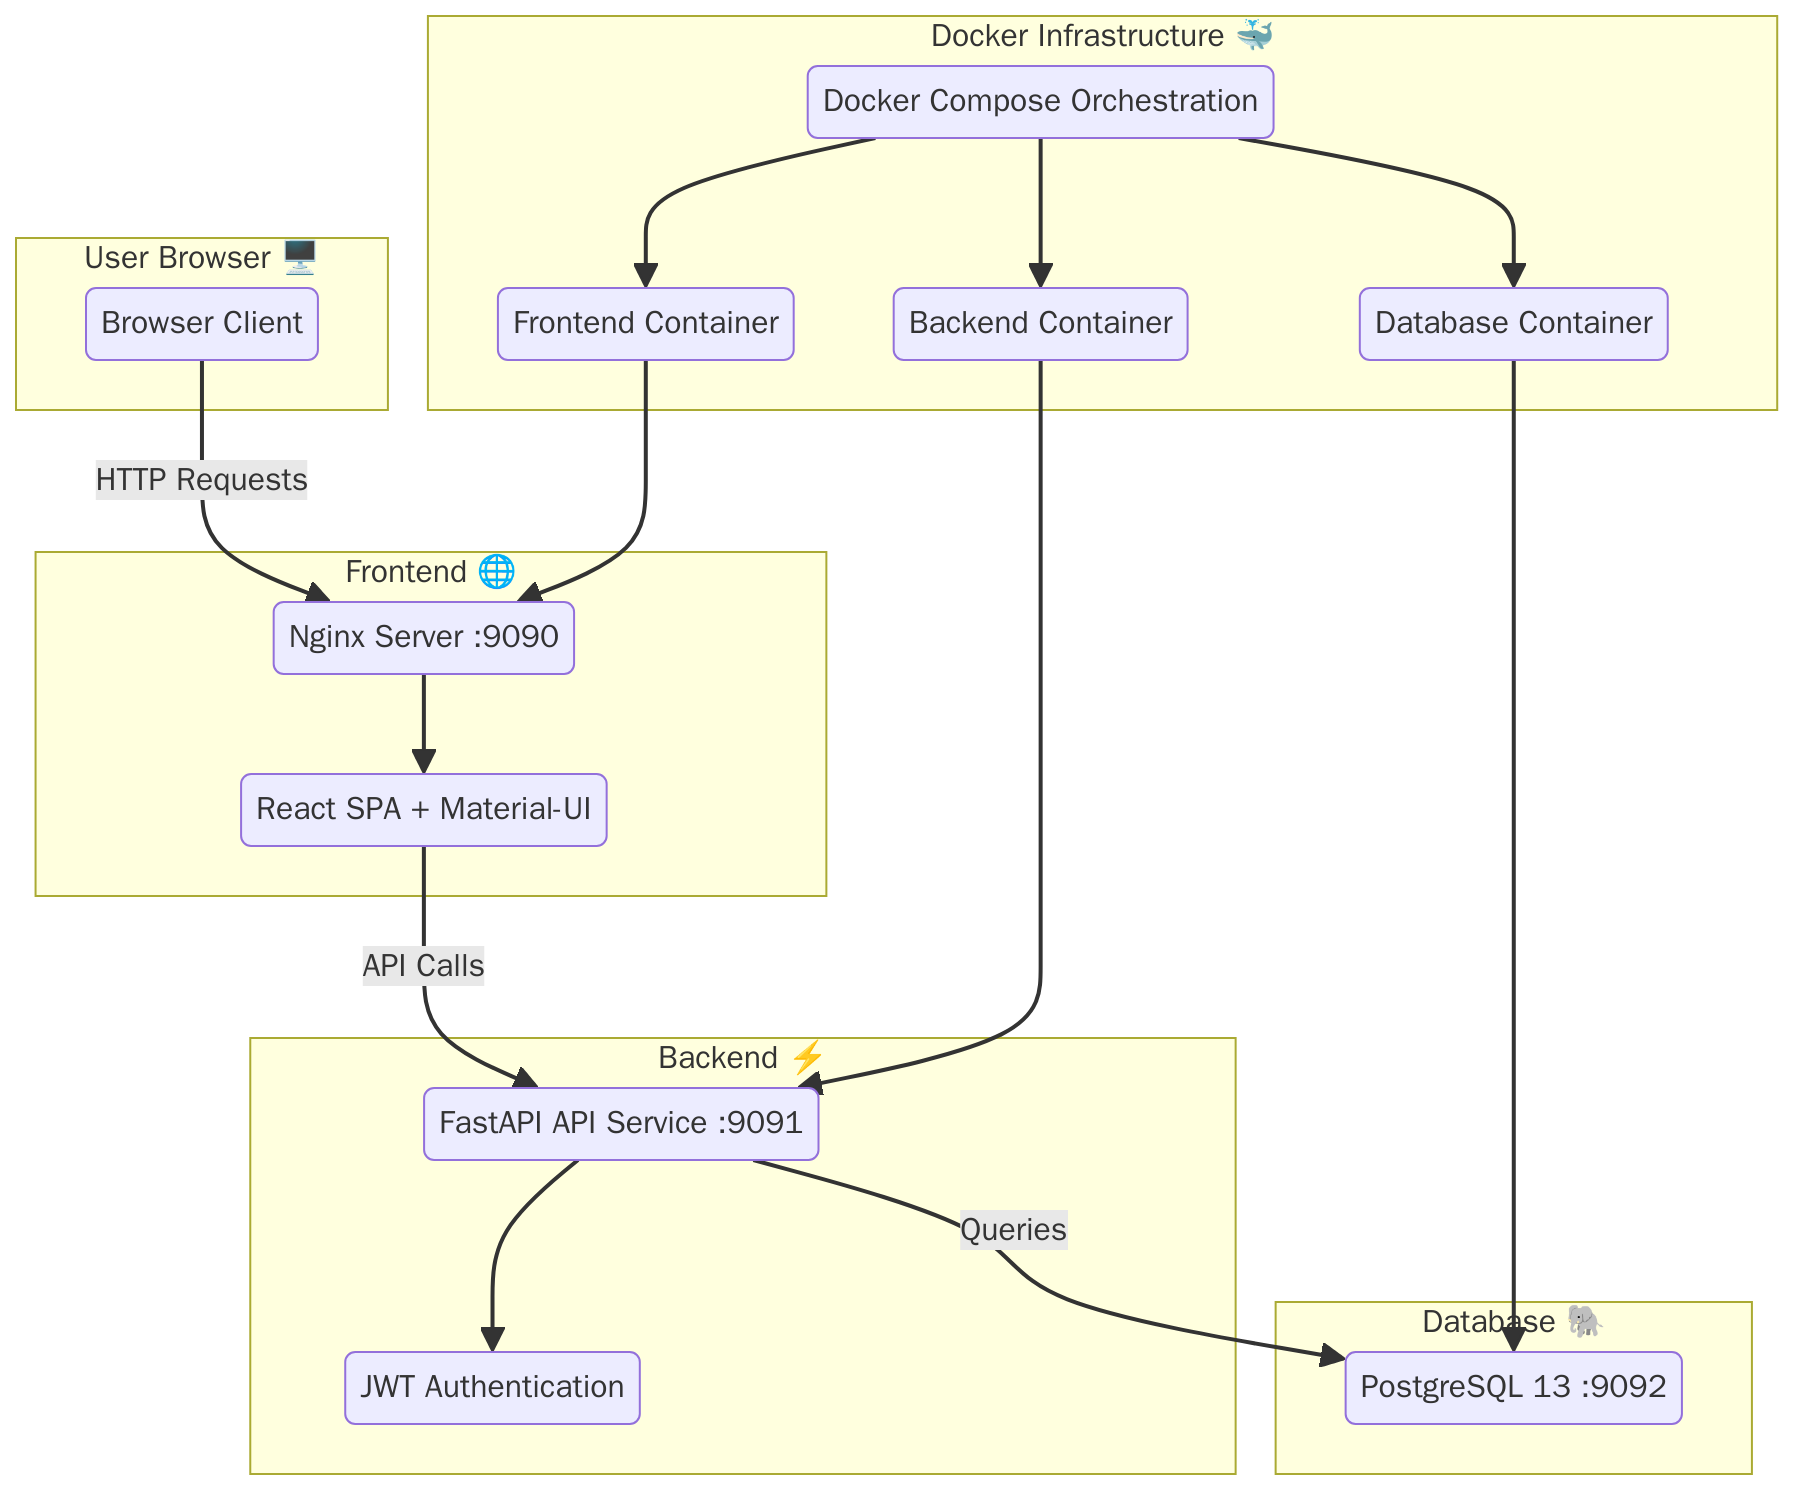 Docker Infrastructure 🐳
Docker Compose Orchestration
User Browser 🖥️
Browser Client
Frontend Container
Backend Container
Database Container
HTTP Requests
Frontend 🌐
Nginx Server :9090
React SPA + Material-UI
API Calls
Backend ⚡
FastAPI API Service :9091
Queries
JWT Authentication
Database 🐘
PostgreSQL 13 :9092